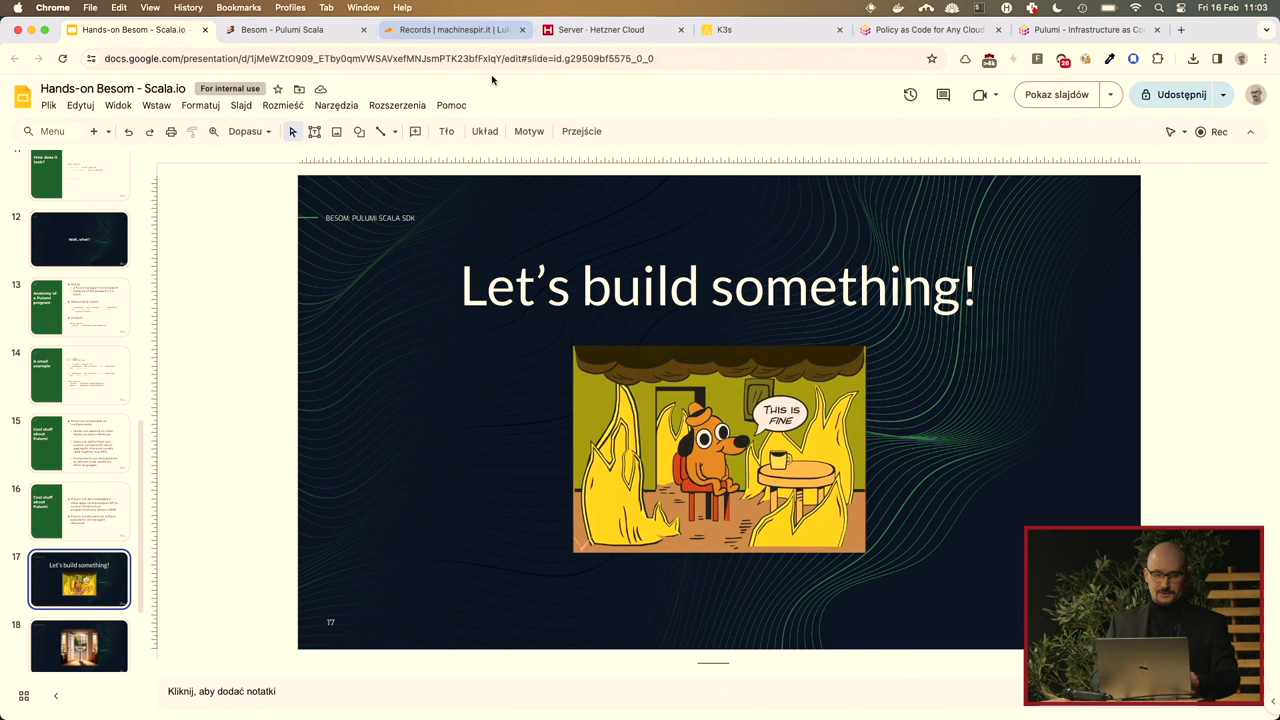 Chrome File Edit View History Bookmarks Profiles Tab Window Help
Fri 16 Feb 11:03
Hands-on Besom - Scala.io
Besom - Pulumi Scala
Records | machinespir.it | Luk
Server · Hetzner Cloud
K3s
Policy as Code for Any Cloud
Pulumi - Infrastructure as Co
docs.google.com/presentation/d/1jMeWZtO909_ETby0qmVWSAVxefMNJsmPTK23bfFxIqY/edit#slide=id.g29509bf5575_0_0
>4k
26
Hands-on Besom - Scala.io
For internal use
Plik Edytuj Widok Wstaw Formatuj Slajd Rozmieść Narzędzia Rozszerzenia Pomoc
Pokaz slajdów
Udostępnij
Menu
Dopasu
Tło Układ Motyw Przejście
Rec
How does it look?
12
Wait, what?
13
Anatomy of a Pulumi program
14
A small example
15
Cool stuff about Pulumi
16
Cool stuff about Pulumi
17
Let's build something!
18
BESOM: PULUMI SCALA SDK
Let's build something!
THIS IS
FINE.
17
Kliknij, aby dodać notatki